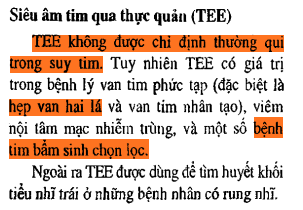 Siêu âm tim qua thực quản (TEE)
TEE không được chỉ định thường qui
trong suy tim. Tuy nhiên TEE có giá trị
trong bệnh lý van tim phức tạp (đặc biệt là
hẹp van hai lá và van tim nhân tạo), viêm
nội tâm mạc nhiễm trùng, và một số bệnh
tim bẩm sinh chọn lọc.
Ngoài ra TEE được dùng để tìm huyết khối
tiểu nhĩ trái ở những bệnh nhân có rung nhĩ.